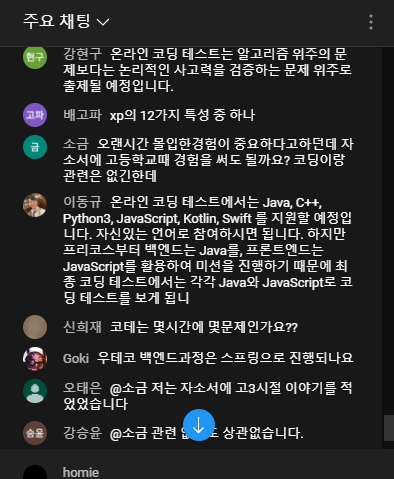 주요 채팅
강현구 온라인 코딩 테스트는 알고리즘 위주의 문
제보다는 논리적인 사고력을 검증하는 문제 위주로
출제될 예정입니다.
고파
배고파 xp의 12가지 특성 중 하나
금
소금 오랜시간 몰입한경험이 중요하다고하던데 자
소서에 고등학교때 경험을 써도 될까요? 코딩이랑
관련은 없긴한데
이동규 온라인 코딩 테스트에서는 Java, C++,
Python3, JavaScript, Kotlin, Swift 를 지원할 예정입니
다. 자신있는 언어로 참여하시면 됩니다. 하지만
프리코스부터 백엔드는 Java를, 프론트엔드는
JavaScript를 활용하여 미션을 진행하기 때문에 최
종 코딩 테스트에서는 각각 Java와 JavaScript로 코
딩 테스트를 보게 됩니
신희재 코테는 몇시간에 몇문제인가요??
Goki 우테코 백엔드과정은 스프링으로 진행되나요
오태은 @소금 저는 자소서에 고3시절 이야기를 적
었었습니다
승윤
강승윤 @소금 관련 상관없습니다.
homie